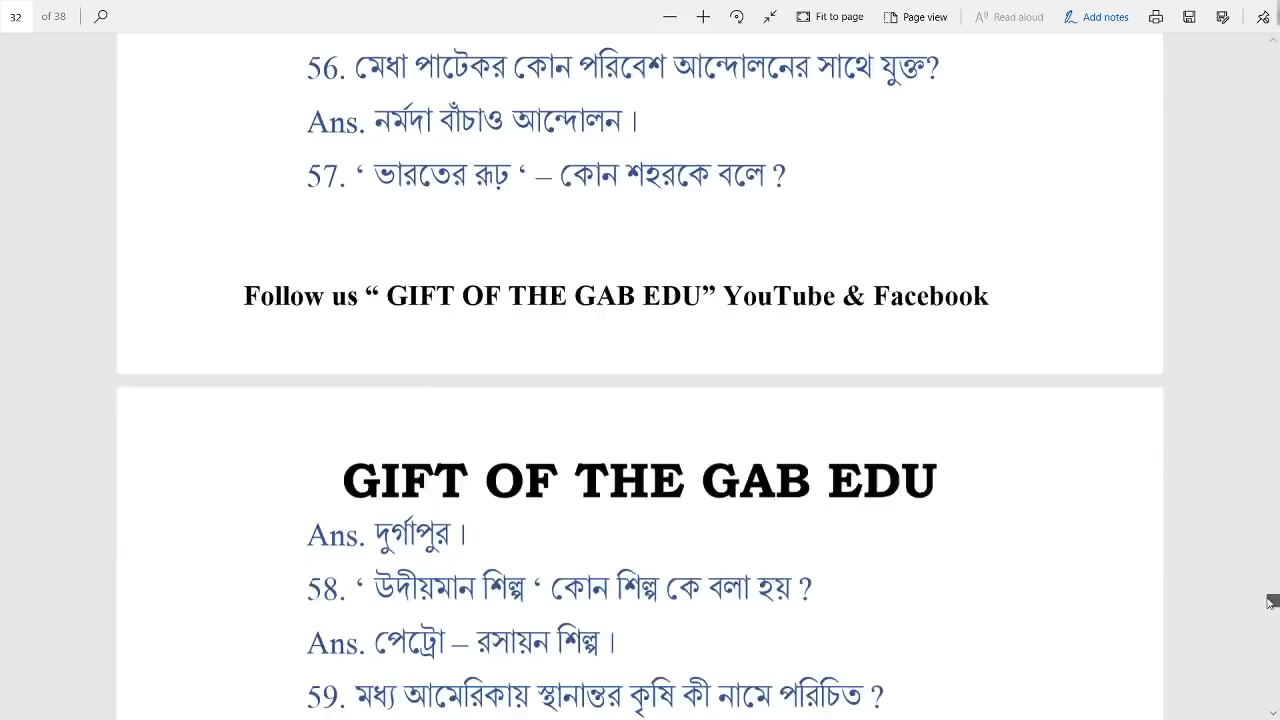 32 of 38 Fit to page Page view Read aloud Add notes
56. মেধা পাটেকর কোন পরিবেশ আন্দোলনের সাথে যুক্ত?
Ans. নর্মদা বাঁচাও আন্দোলন।
57. ‘ ভারতের রূঢ় ‘ – কোন শহরকে বলে ?
Follow us “ GIFT OF THE GAB EDU” YouTube & Facebook
GIFT OF THE GAB EDU
Ans. দুর্গাপুর।
58. ‘ উদীয়মান শিল্প ‘ কোন শিল্প কে বলা হয় ?
Ans. পেট্রো – রসায়ন শিল্প।
59. মধ্য আমেরিকায় স্থানান্তর কৃষি কী নামে পরিচিত ?